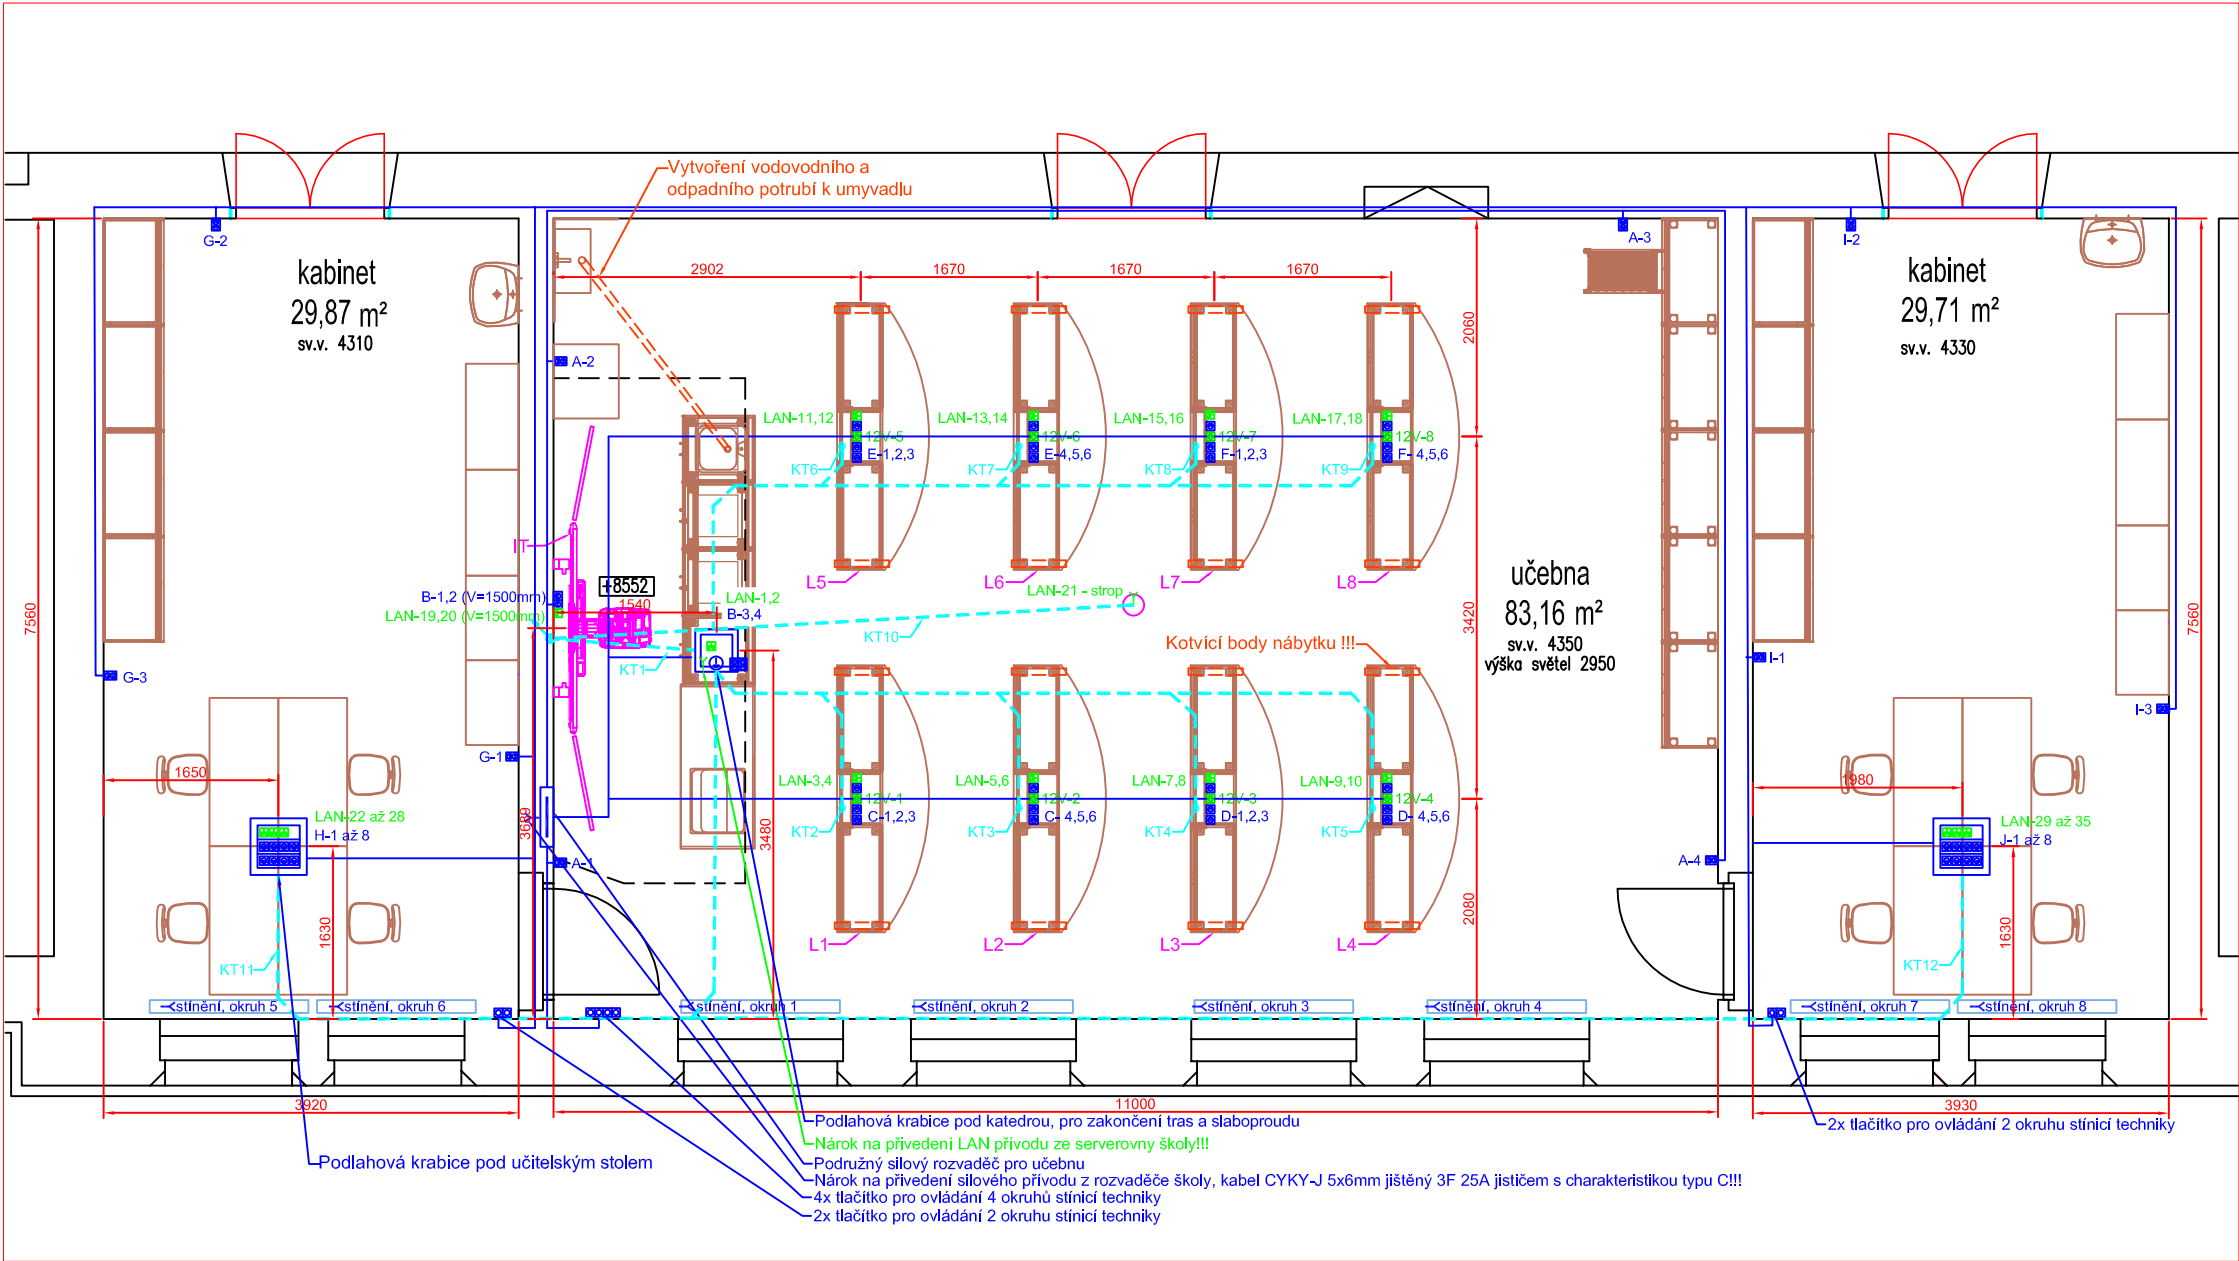 Vytvoření vodovodního a
odpadního potrubí k umyvadlu
G-2
A-3
I-2
kabinet
29,87 m²
sv.v. 4310
2902
1670
1670
1670
kabinet
29,71 m²
sv.v. 4330
2060
A-2
LAN-11,12
LAN-13,14
LAN-15,16
LAN-17,18
12V-5
12V-6
12V-7
12V-8
E-1,2,3
E-4,5,6
F-1,2,3
F- 4,5,6
KT6
KT7
KT8
KT9
IT
L5
L6
L7
L8
+8552
1540
B-1,2 (V=1500mm)
LAN-19,20 (V=1500mm)
LAN-1,2
B-3,4
LAN-21 - strop
KT10
KT1
učebna
83,16 m²
sv.v. 4350
výška světel 2950
Kotvící body nábytku !!!
7560
3420
7560
G-3
I-1
I-3
G-1
1650
1980
LAN-3,4
LAN-5,6
LAN-7,8
LAN-9,10
12V-1
12V-2
12V-3
12V-4
C-1,2,3
C- 4,5,6
D-1,2,3
D- 4,5,6
KT2
KT3
KT4
KT5
3680
3480
LAN-22 až 28
H-1 až 8
LAN-29 až 35
J-1 až 8
A-1
A-4
1630
2080
1630
L1
L2
L3
L4
KT11
KT12
stínění, okruh 5
stínění, okruh 6
stínění, okruh 1
stínění, okruh 2
stínění, okruh 3
stínění, okruh 4
stínění, okruh 7
stínění, okruh 8
3920
11000
3930
Podlahová krabice pod katedrou, pro zakončení tras a slaboproudu
2x tlačítko pro ovládání 2 okruhu stínicí techniky
Nárok na přivedení LAN přívodu ze serverovny školy!!!
Podlahová krabice pod učitelským stolem
Podružný silový rozvaděč pro učebnu
Nárok na přivedení silového přívodu z rozvaděče školy, kabel CYKY-J 5x6mm jištěný 3F 25A jističem s charakteristikou typu C!!!
4x tlačítko pro ovládání 4 okruhů stínicí techniky
2x tlačítko pro ovládání 2 okruhu stínicí techniky